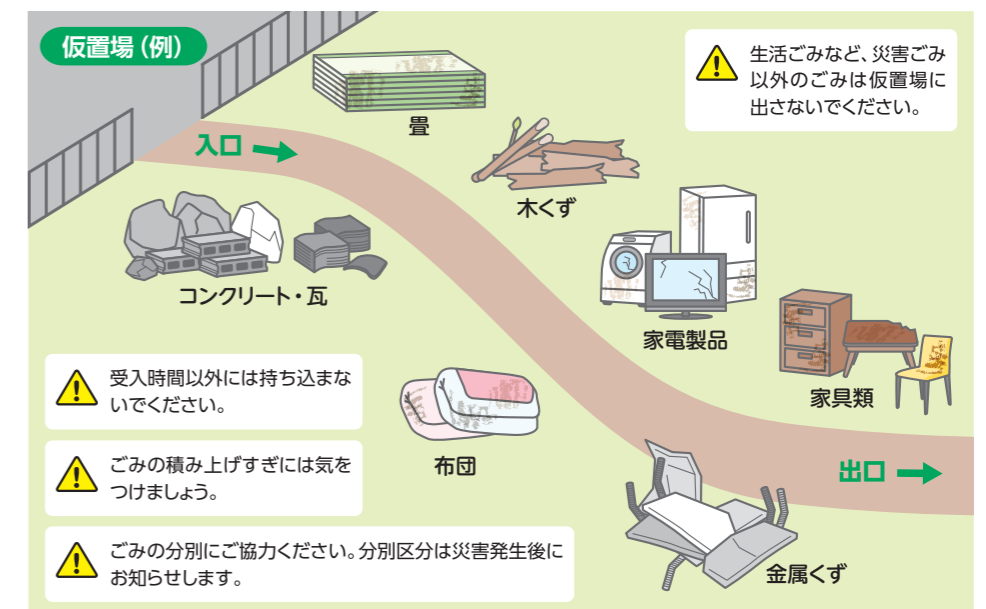 仮置場（例）
生活ごみなど、災害ごみ
以外のごみは仮置場に
出さないでください。
畳
入口
木くず
コンクリート・瓦
家電製品
家具類
受入時間以外には持ち込まな
いでください。
布団
ごみの積み上げすぎには気を
つけましょう。
出口
ごみの分別にご協力ください。分別区分は災害発生後に
お知らせします。
金属くず